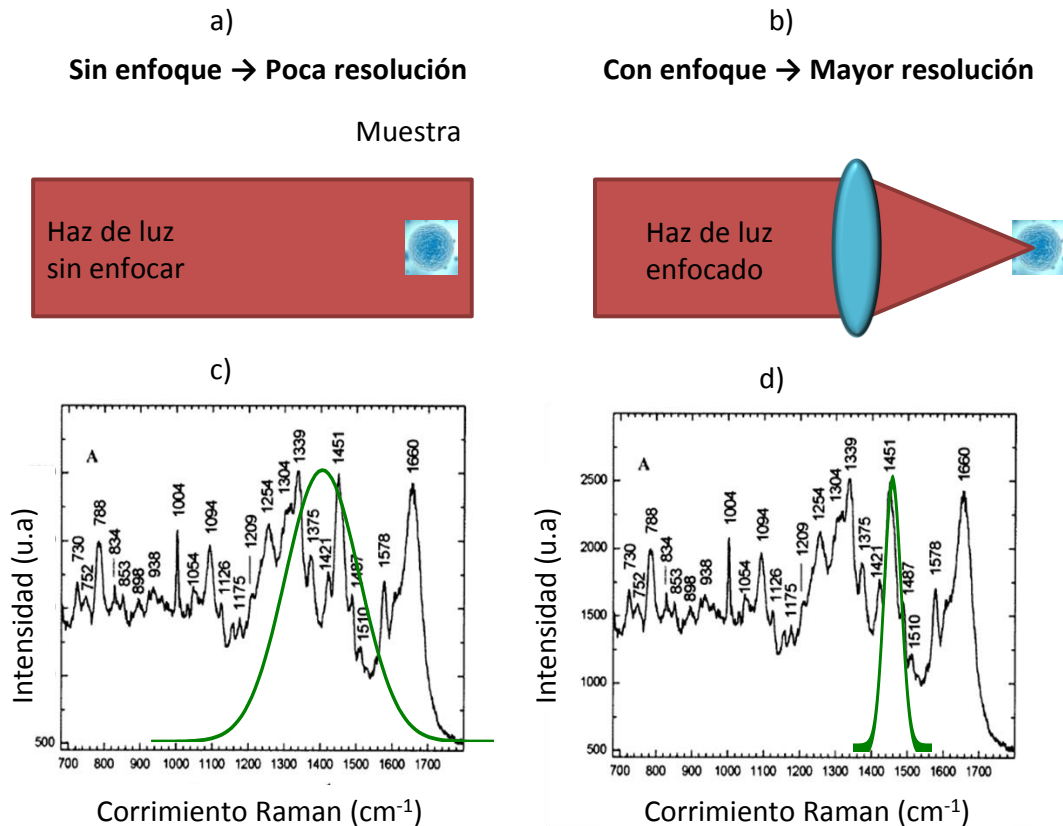 a)
Sin enfoque → Poca resolución
Muestra
Haz de luz
sin enfocar
b)
Con enfoque → Mayor resolución
Haz de luz
enfocado
c)
Intensidad (u.a)
A
730
752
788
834
853
898
938
1004
1054
1094
1126
1175
1209
1254
1304
1339
1375
1421
1451
1487
1510
1578
1660
500
700 800 900 1000 1100 1200 1300 1400 1500 1600 1700
Corrimiento Raman (cm-1)
d)
Intensidad (u.a)
2500
2000
1500
1000
500
A
730
752
788
834
853
898
938
1004
1054
1094
1126
1175
1209
1254
1304
1339
1375
1421
1451
1487
1510
1578
1660
700 800 900 1000 1100 1200 1300 1400 1500 1600 1700
Corrimiento Raman (cm-1)